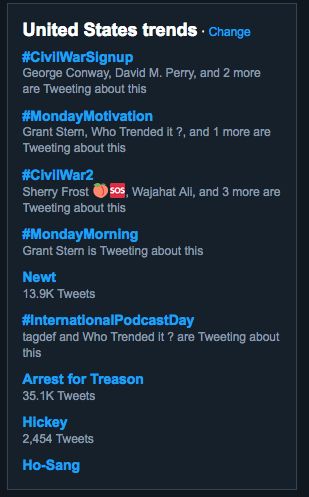 United States trends · Change
#CivilWarSignup
George Conway, David M. Perry, and 2 more
are Tweeting about this
#MondayMotivation
Grant Stern, Who Trended it ?, and 1 more are
Tweeting about this
#CivilWar2
Sherry Frost 🍑🆘, Wajahat Ali, and 3 more are
Tweeting about this
#MondayMorning
Grant Stern is Tweeting about this
Newt
13.9K Tweets
#InternationalPodcastDay
tagdef and Who Trended it ? are Tweeting about
this
Arrest for Treason
35.1K Tweets
Hickey
2,454 Tweets
Ho-Sang